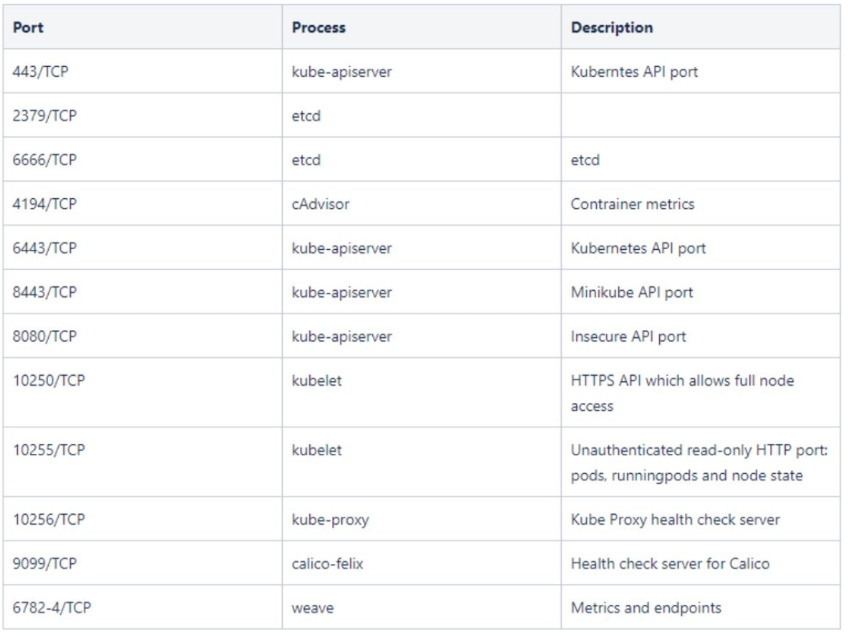 Port Process Description
443/TCP kube-apiserver Kuberntes API port
2379/TCP etcd
6666/TCP etcd etcd
4194/TCP cAdvisor Contrainer metrics
6443/TCP kube-apiserver Kubernetes API port
8443/TCP kube-apiserver Minikube API port
8080/TCP kube-apiserver Insecure API port
10250/TCP kubelet HTTPS API which allows full node
access
10255/TCP kubelet Unauthenticated read-only HTTP port:
pods, runningpods and node state
10256/TCP kube-proxy Kube Proxy health check server
9099/TCP calico-felix Health check server for Calico
6782-4/TCP weave Metrics and endpoints